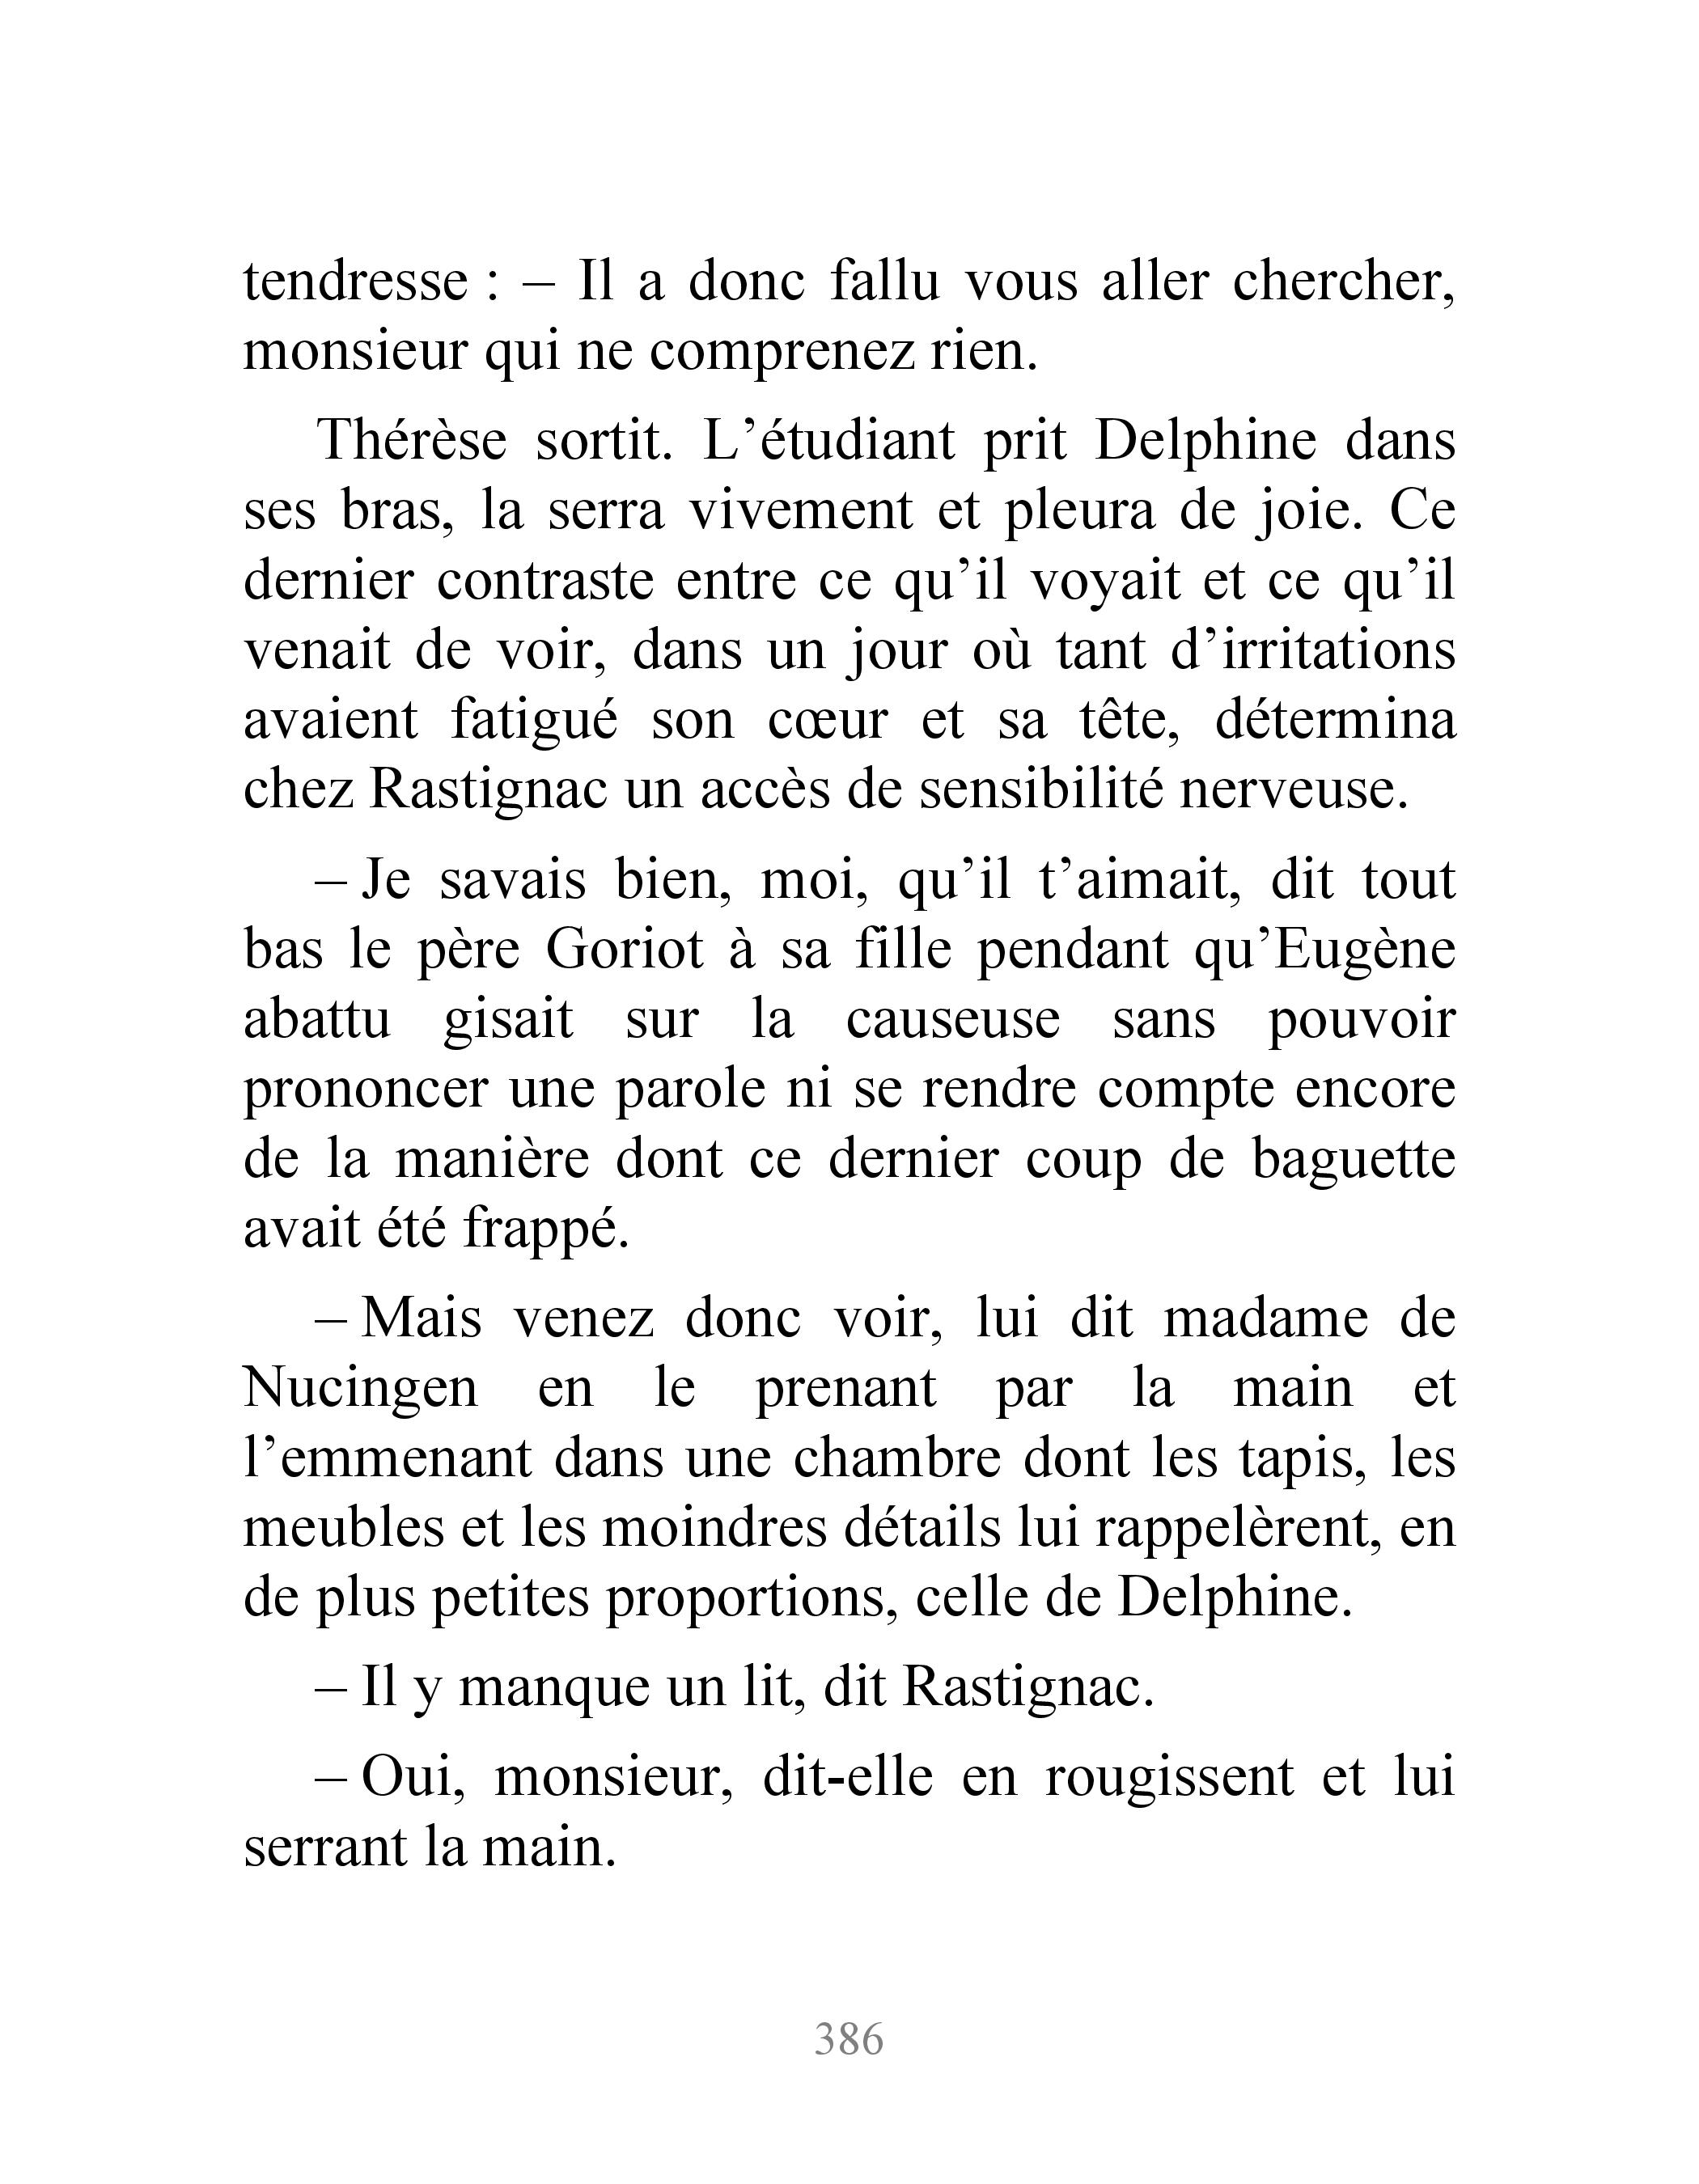 tendresse : – Il a donc fallu vous aller chercher,
monsieur qui ne comprenez rien.
Thérèse sortit. L’étudiant prit Delphine dans
ses bras, la serra vivement et pleura de joie. Ce
dernier contraste entre ce qu’il voyait et ce qu’il
venait de voir, dans un jour où tant d’irritations
avaient fatigué son cœur et sa tête, détermina
chez Rastignac un accès de sensibilité nerveuse.
– Je savais bien, moi, qu’il t’aimait, dit tout
bas le père Goriot à sa fille pendant qu’Eugène
abattu gisait sur la causeuse sans pouvoir
prononcer une parole ni se rendre compte encore
de la manière dont ce dernier coup de baguette
avait été frappé.
– Mais venez donc voir, lui dit madame de
Nucingen en le prenant par la main et
l’emmenant dans une chambre dont les tapis, les
meubles et les moindres détails lui rappelèrent, en
de plus petites proportions, celle de Delphine.
– Il y manque un lit, dit Rastignac.
– Oui, monsieur, dit-elle en rougissent et lui
serrant la main.
386